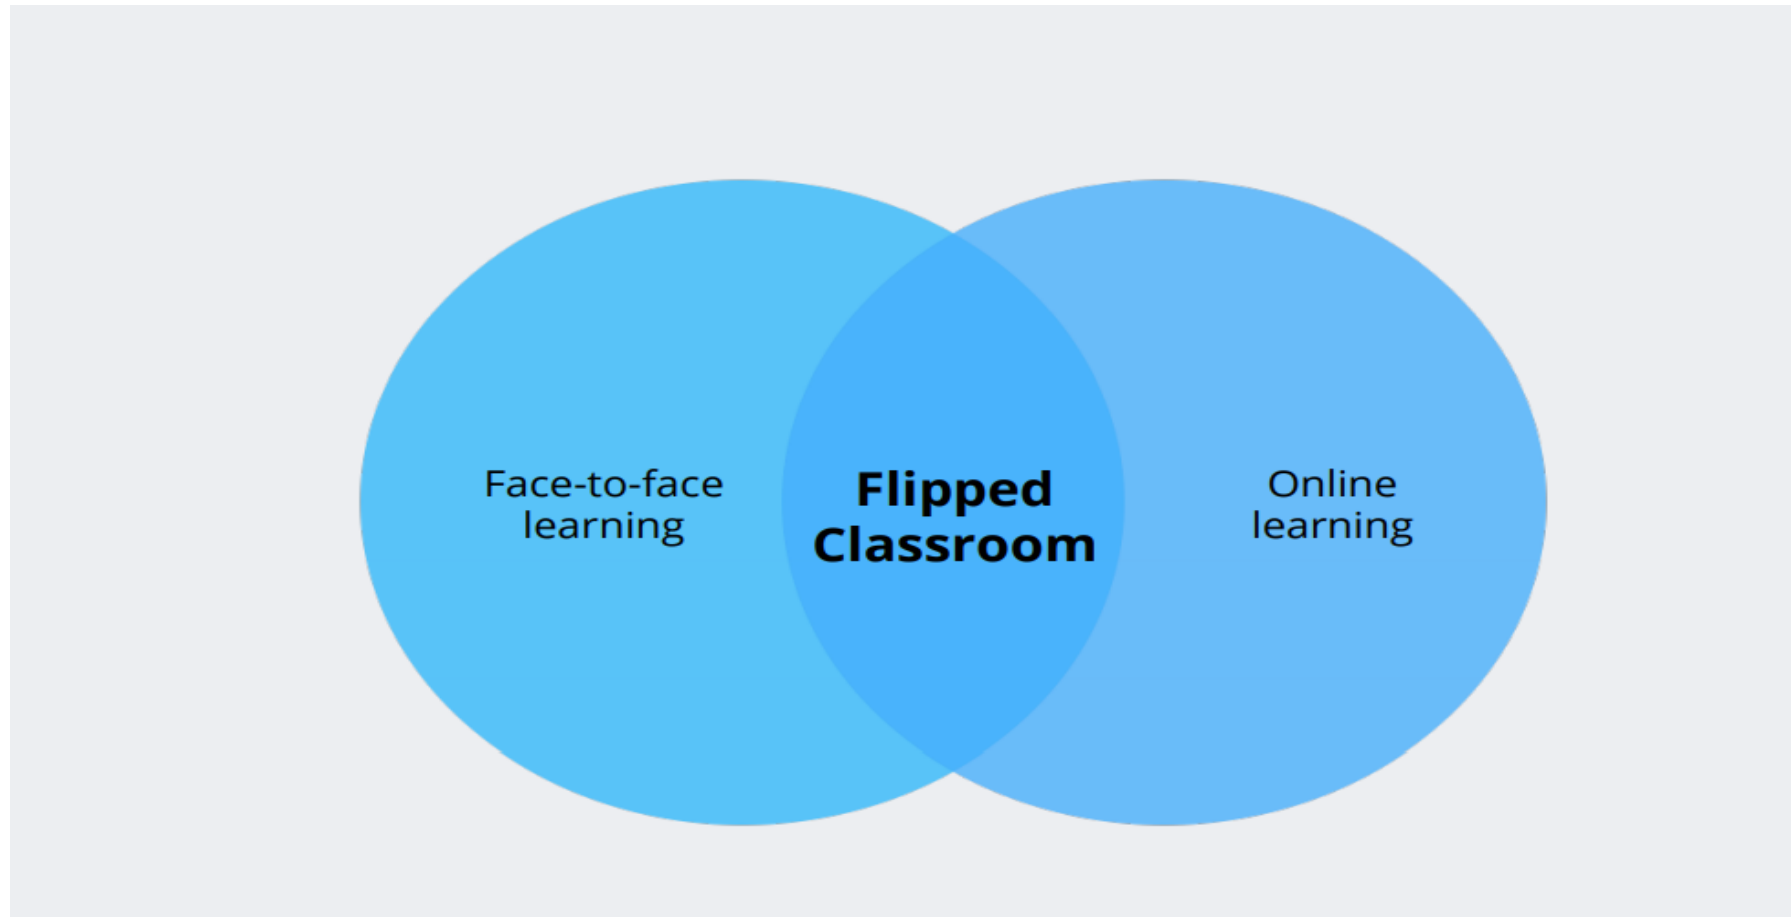 Face-to-face
learning
Flipped
Classroom
Online
learning